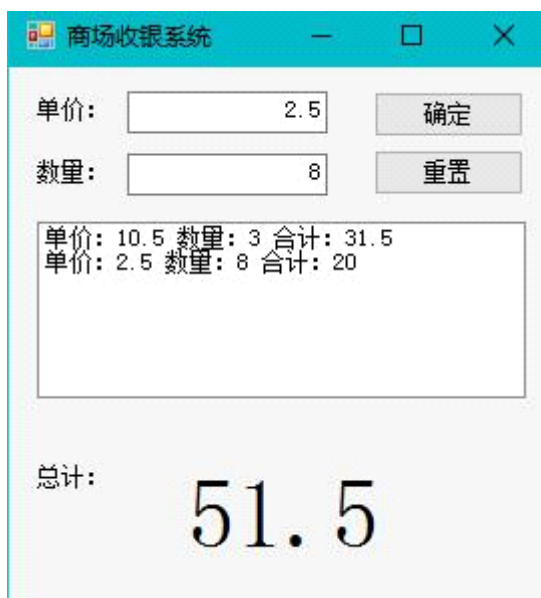 商场收银系统
单价: 2.5 确定
数量: 8 重置
单价: 10.5 数量: 3 合计: 31.5
单价: 2.5 数量: 8 合计: 20
总计: 51.5